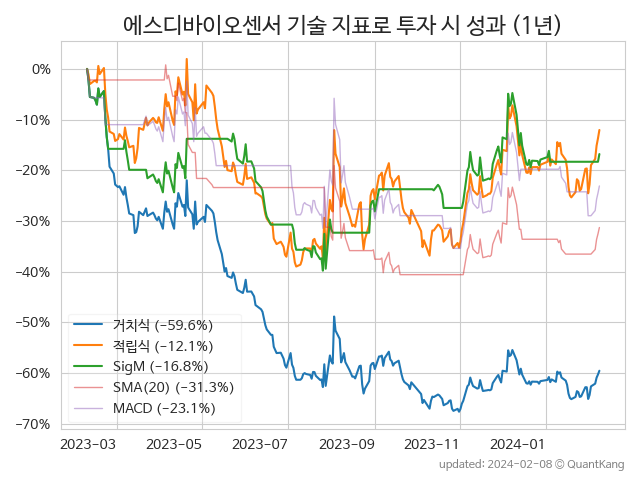 에스디바이오센서 기술 지표로 투자 시 성과 (1년)
0%
−10%
−20%
−30%
−40%
−50%
−60%
−70%
거치식 (−59.6%)
적립식 (−12.1%)
SigM (−16.8%)
SMA(20) (−31.3%)
MACD (−23.1%)
2023-03 2023-05 2023-07 2023-09 2023-11 2024-01
updated: 2024-02-08 © QuantKang